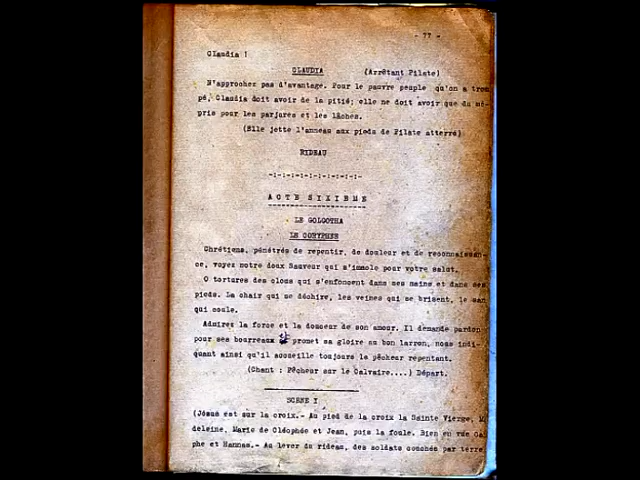 - 77 -
Claudia !
CLAUDIA (Arrêtant Pilate)
N'approchez pas d'avantage. Pour le pauvre peuple qu'on a trom
pé, Claudia doit avoir de la pitié; elle ne doit avoir que du mé-
pris pour les parjures et les lâches.
(Elle jette l'anneau aux pieds de Pilate atterré)
RIDEAU
-:-:-:-:-:-:-:-:-:-
ACTE SIXIEME
LE GOLGOTHA
LE CORYPHEE
Chrétiens, pénétrés de repentir, de douleur et de reconnaissan-
ce, voyez notre doux Sauveur qui s'immole pour votre salut.
O tortures des clous qui s'enfoncent dans ses mains et dans ses
pieds. La chair qui se déchire, les veines qui se brisent, le san
qui coule.
Admirez la force et la douceur de son amour. Il demande pardon
pour ses bourreaux et promet sa gloire au bon larron, nous indi-
quant ainsi qu'il accueille toujours le pêcheur repentant.
(Chant : Pêcheur sur le Calvaire....) Départ.
SCENE I
(Jésus est sur la croix.- Au pied de la croix la Sainte Vierge, M
deleine, Marie de Cléophée et Jean, puis la foule. Bien en vue Ca
phe et Hannas.- Au lever du rideau, des soldats couchés par terre